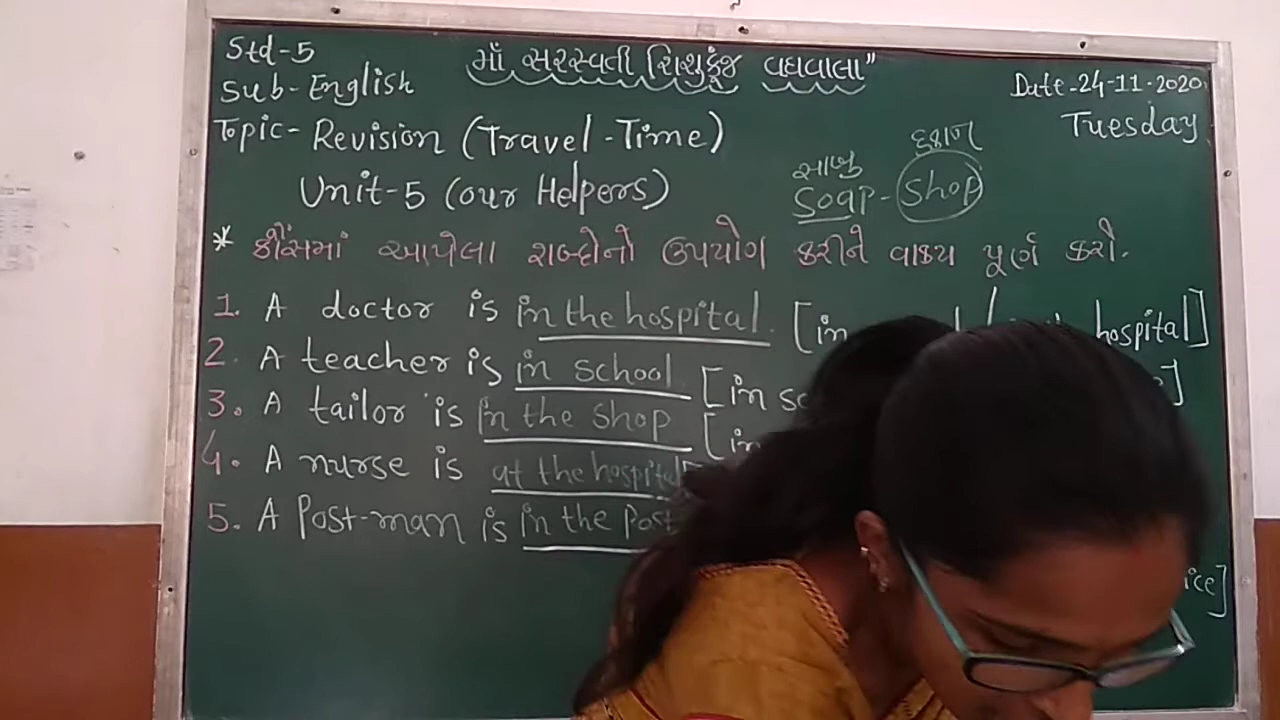 Std-5
માઁ સરસ્વતી શિશુકુંજ વઘવાલા"
Sub-English
Date-24-11-2020
Topic- Revision (Travel-Time)
Tuesday
Unit-5 (our Helpers)
સાબુ દુકાન
Soap-Shop
* કૌંસમાં આપેલા શબ્દોનો ઉપયોગ કરીને વાક્ય પૂર્ણ કરો.
1. A doctor is in the hospital. [in hospital]
2. A teacher is in school [in
3. A tailor is in the shop [in
4. A nurse is at the hospital [
5. A Post-man is in the Post